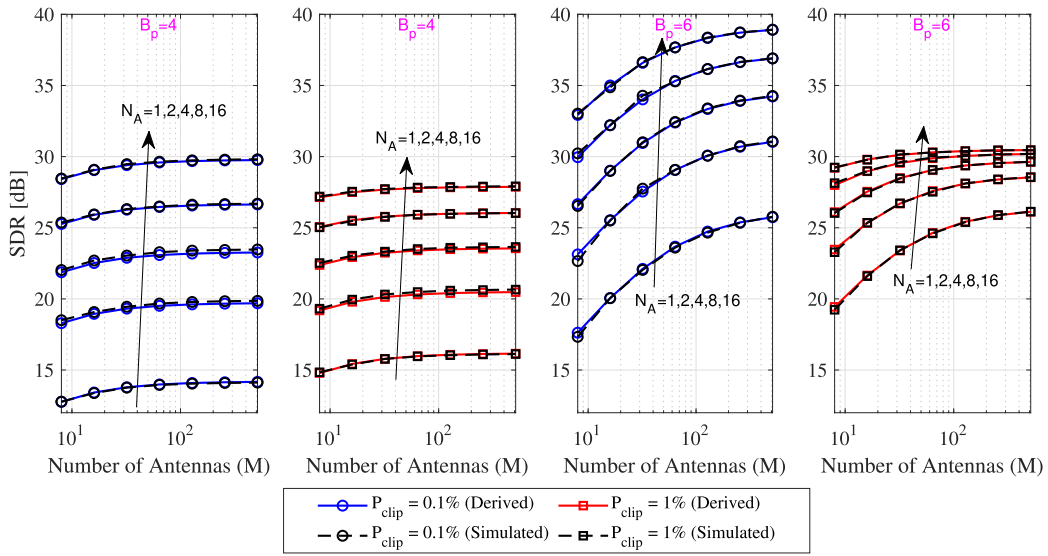 B_p=4
B_p=4
B_p=6
B_p=6
SDR [dB]
40
35
30
25
20
15
N_A=1,2,4,8,16
10^1
10^2
Number of Antennas (M)
40
35
30
25
20
15
N_A=1,2,4,8,16
10^1
10^2
Number of Antennas (M)
40
35
30
25
20
15
N_A=1,2,4,8,16
10^1
10^2
Number of Antennas (M)
40
35
30
25
20
15
N_A=1,2,4,8,16
10^1
10^2
Number of Antennas (M)
P_clip = 0.1% (Derived)
P_clip = 1% (Derived)
P_clip = 0.1% (Simulated)
P_clip = 1% (Simulated)